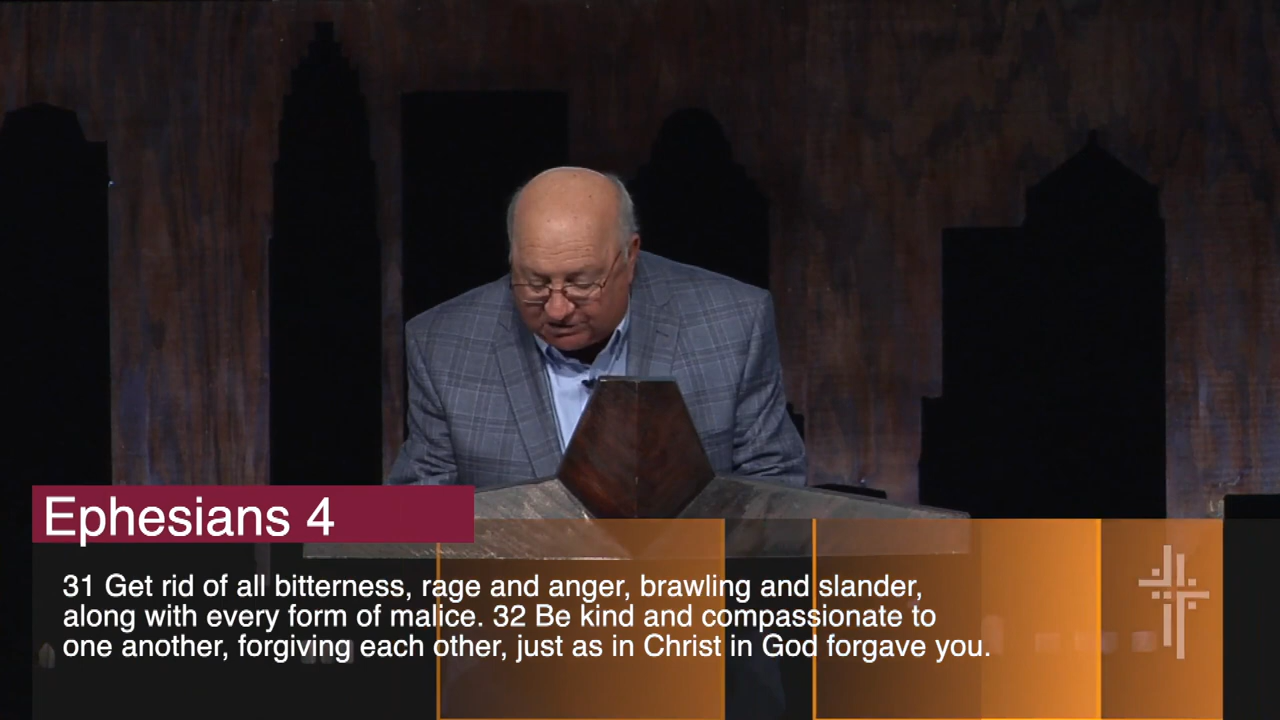 Ephesians 4
31 Get rid of all bitterness, rage and anger, brawling and slander,
along with every form of malice. 32 Be kind and compassionate to
one another, forgiving each other, just as in Christ in God forgave you.